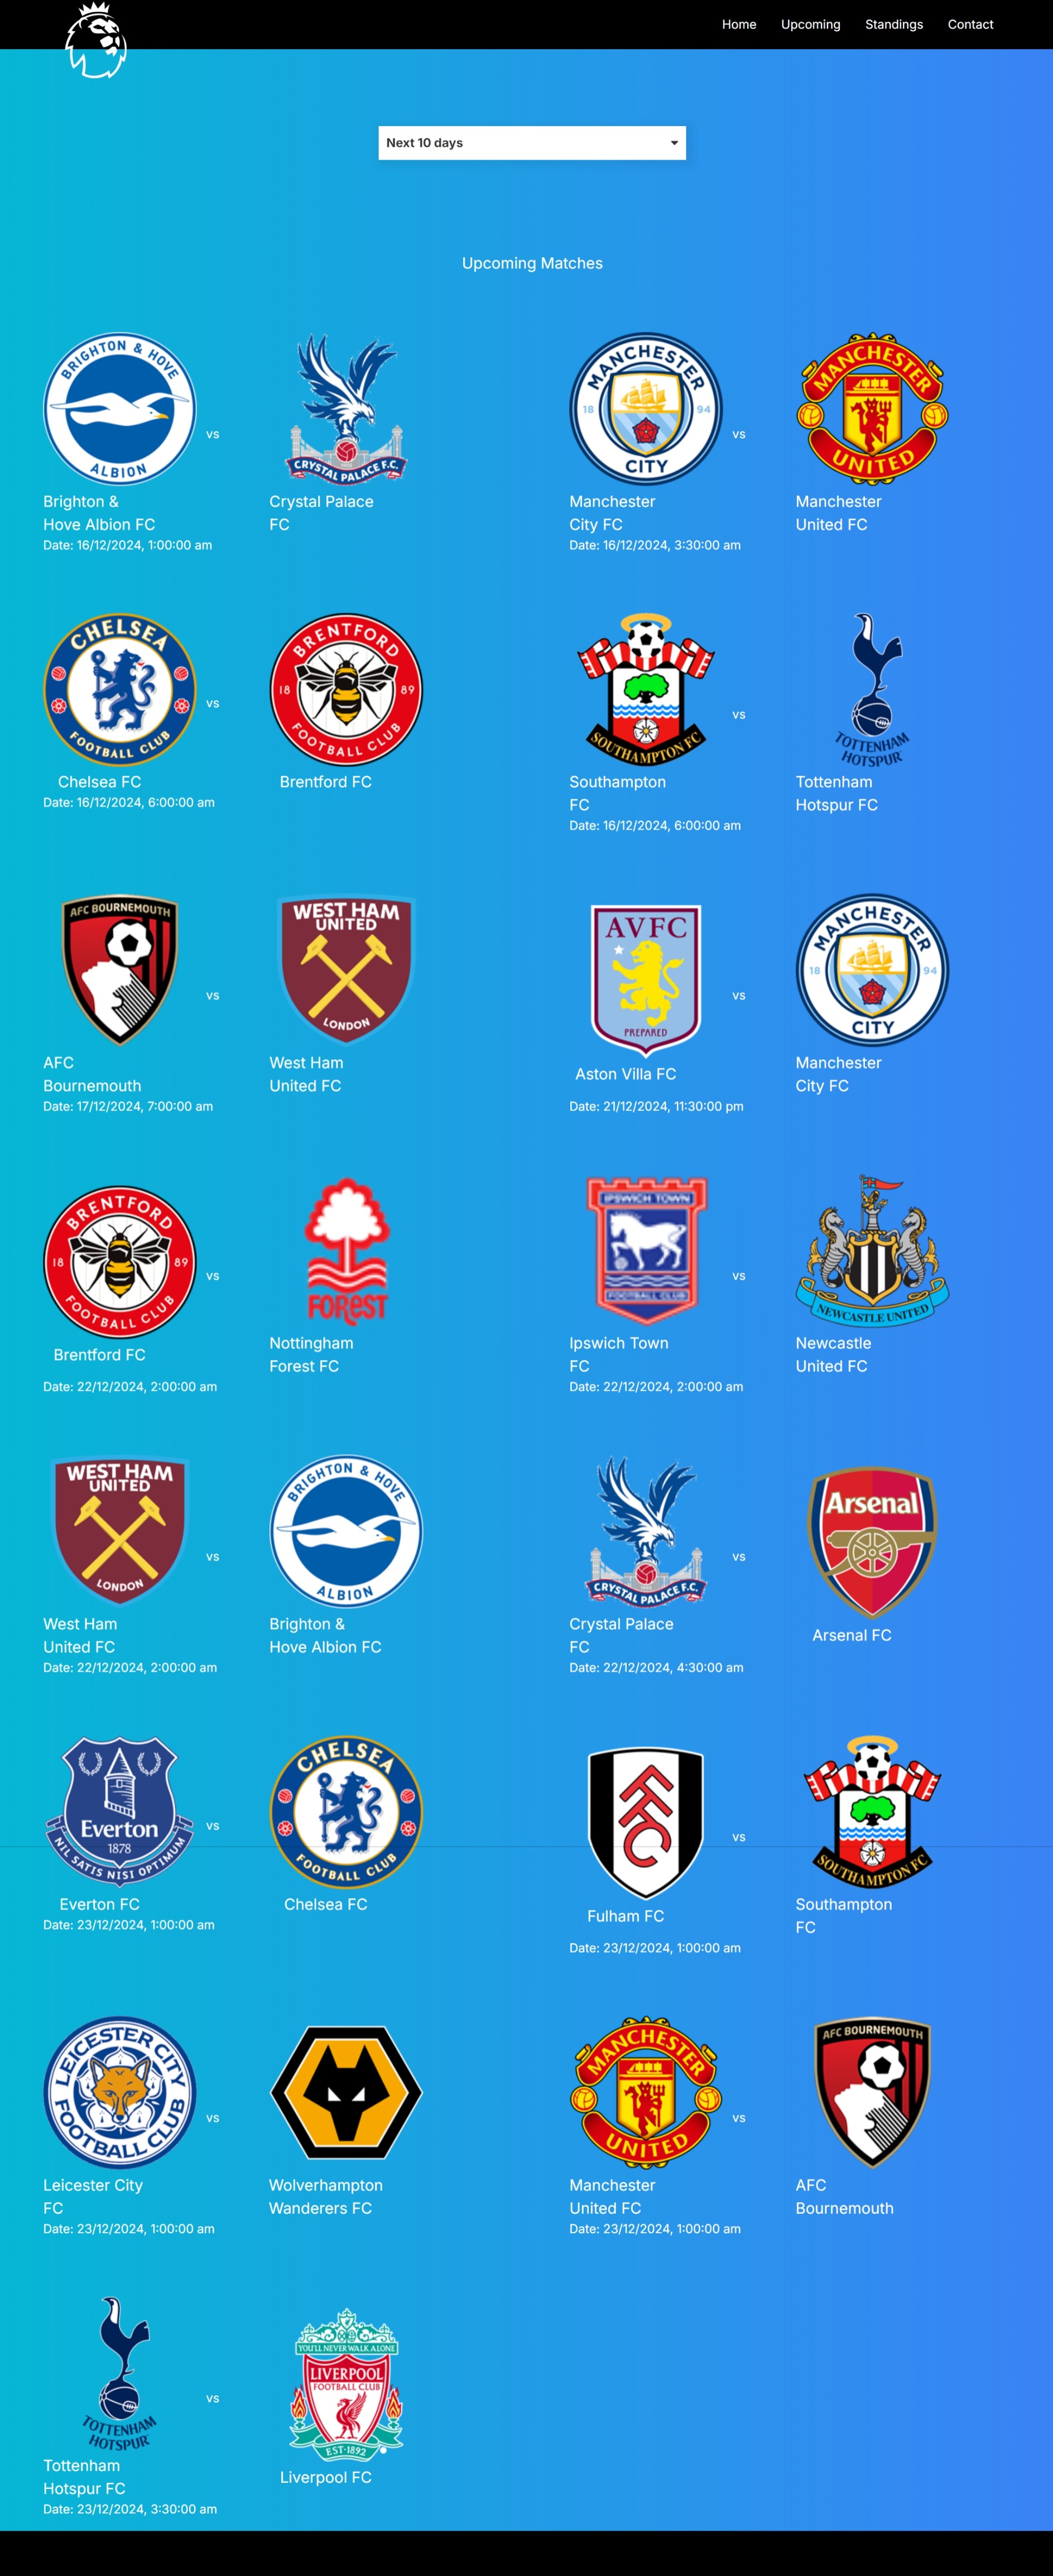 Home Upcoming Standings Contact
Next 10 days
Upcoming Matches
BRIGHTON & HOVE
ALBION
vs
CRYSTAL PALACE F.C.
Brighton &
Hove Albion FC
Crystal Palace
FC
Date: 16/12/2024, 1:00:00 am
MANCHESTER
18 94
CITY
vs
MANCHESTER
UNITED
Manchester
City FC
Manchester
United FC
Date: 16/12/2024, 3:30:00 am
CHELSEA
FOOTBALL CLUB
vs
BRENTFORD
18 89
FOOTBALL CLUB
Chelsea FC
Brentford FC
Date: 16/12/2024, 6:00:00 am
SOUTHAMPTON FC
vs
TOTTENHAM
HOTSPUR
Southampton
FC
Tottenham
Hotspur FC
Date: 16/12/2024, 6:00:00 am
AFC BOURNEMOUTH
vs
WEST HAM
UNITED
LONDON
AFC
Bournemouth
West Ham
United FC
Date: 17/12/2024, 7:00:00 am
AVFC
PREPARED
vs
MANCHESTER
18 94
CITY
Aston Villa FC
Manchester
City FC
Date: 21/12/2024, 11:30:00 pm
BRENTFORD
18 89
FOOTBALL CLUB
vs
FOREST
Brentford FC
Nottingham
Forest FC
Date: 22/12/2024, 2:00:00 am
IPSWICH TOWN
FOOTBALL CLUB
vs
NEWCASTLE UNITED
Ipswich Town
FC
Newcastle
United FC
Date: 22/12/2024, 2:00:00 am
WEST HAM
UNITED
LONDON
vs
BRIGHTON & HOVE
ALBION
West Ham
United FC
Brighton &
Hove Albion FC
Date: 22/12/2024, 2:00:00 am
CRYSTAL PALACE F.C.
vs
Arsenal
Crystal Palace
FC
Arsenal FC
Date: 22/12/2024, 4:30:00 am
Everton
1878
NIL SATIS NISI OPTIMUM
vs
CHELSEA
FOOTBALL CLUB
Everton FC
Chelsea FC
Date: 23/12/2024, 1:00:00 am
FFC
vs
SOUTHAMPTON FC
Fulham FC
Southampton
FC
Date: 23/12/2024, 1:00:00 am
LEICESTER CITY
FOOTBALL CLUB
vs
Leicester City
FC
Wolverhampton
Wanderers FC
Date: 23/12/2024, 1:00:00 am
MANCHESTER
UNITED
vs
AFC BOURNEMOUTH
Manchester
United FC
AFC
Bournemouth
Date: 23/12/2024, 1:00:00 am
TOTTENHAM
HOTSPUR
vs
YOU'LL NEVER WALK ALONE
LIVERPOOL
FOOTBALL CLUB
EST·1892
Tottenham
Hotspur FC
Liverpool FC
Date: 23/12/2024, 3:30:00 am